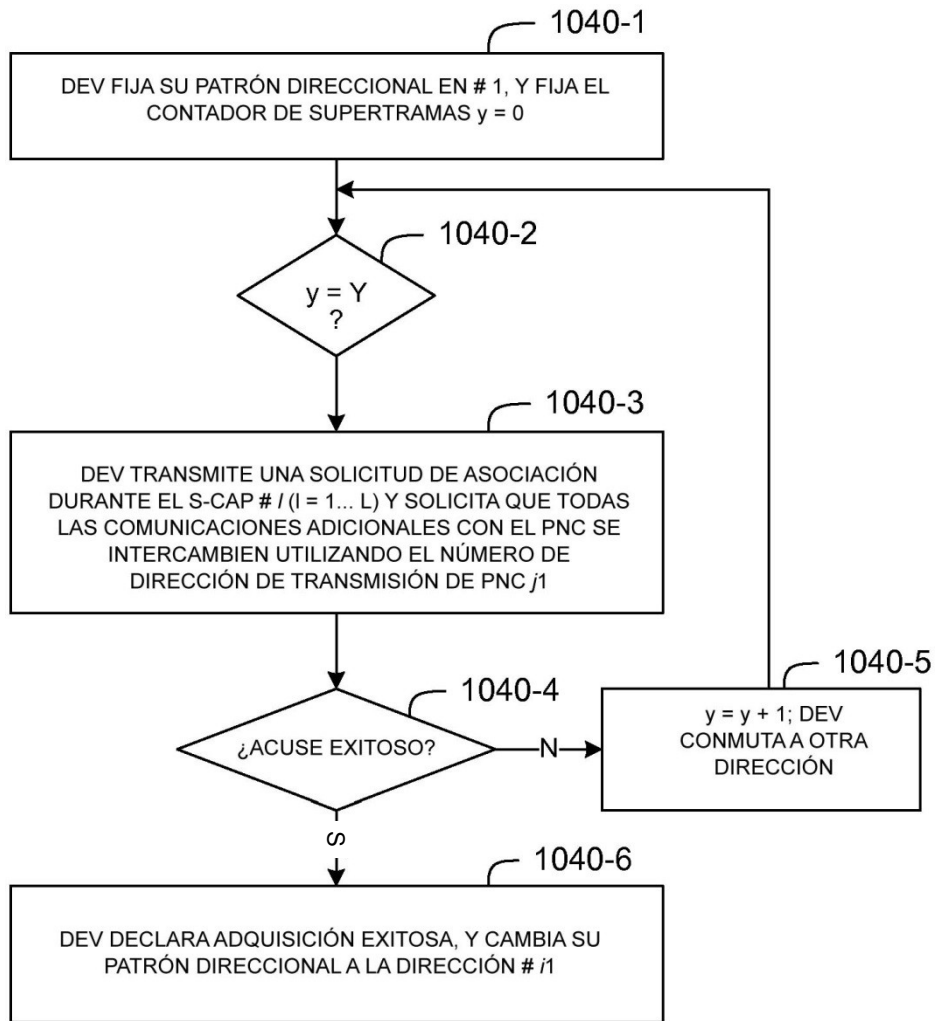 1040-1
DEV FIJA SU PATRÓN DIRECCIONAL EN # 1, Y FIJA EL
CONTADOR DE SUPERTRAMAS y = 0
1040-2
y = Y
?
1040-3
DEV TRANSMITE UNA SOLICITUD DE ASOCIACIÓN
DURANTE EL S-CAP # l (l = 1... L) Y SOLICITA QUE TODAS
LAS COMUNICACIONES ADICIONALES CON EL PNC SE
INTERCAMBIEN UTILIZANDO EL NÚMERO DE
DIRECCIÓN DE TRANSMISIÓN DE PNC j1
1040-4
¿ACUSE EXITOSO?
N
1040-5
y = y + 1; DEV
CONMUTA A OTRA
DIRECCIÓN
S
1040-6
DEV DECLARA ADQUISICIÓN EXITOSA, Y CAMBIA SU
PATRÓN DIRECCIONAL A LA DIRECCIÓN # i1